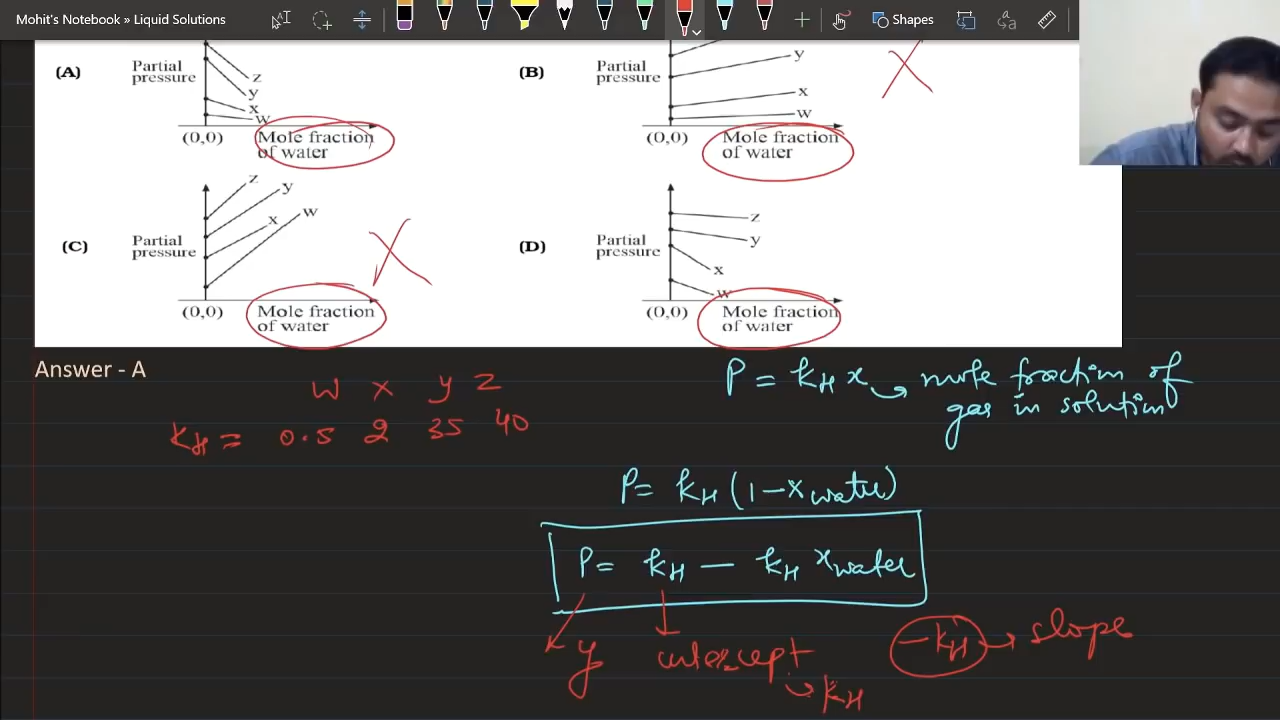 Mohit's Notebook » Liquid Solutions
Shapes
(A)
Partial
pressure
z
y
x
w
(0,0)
Mole fraction
of water
(B)
Partial
pressure
y
x
w
(0,0)
Mole fraction
of water
(C)
Partial
pressure
z
y
x
w
(0,0)
Mole fraction
of water
(D)
Partial
pressure
z
y
x
w
(0,0)
Mole fraction
of water
Answer - A
w x y z
KH = 0.5 2 35 40
P = KH x → mole fraction of
gas in solution
P = KH (1 - x water)
P = KH - KH x water
y intercept → KH
-KH → slope